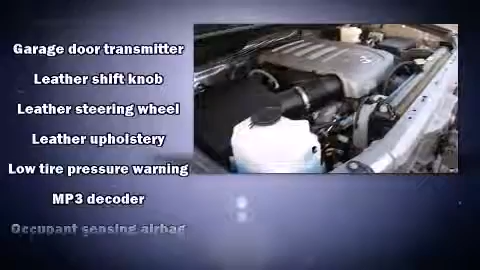 Garage door transmitter
Leather shift knob
Leather steering wheel
Leather upholstery
Low tire pressure warning
MP3 decoder
Occupant sensing airbag